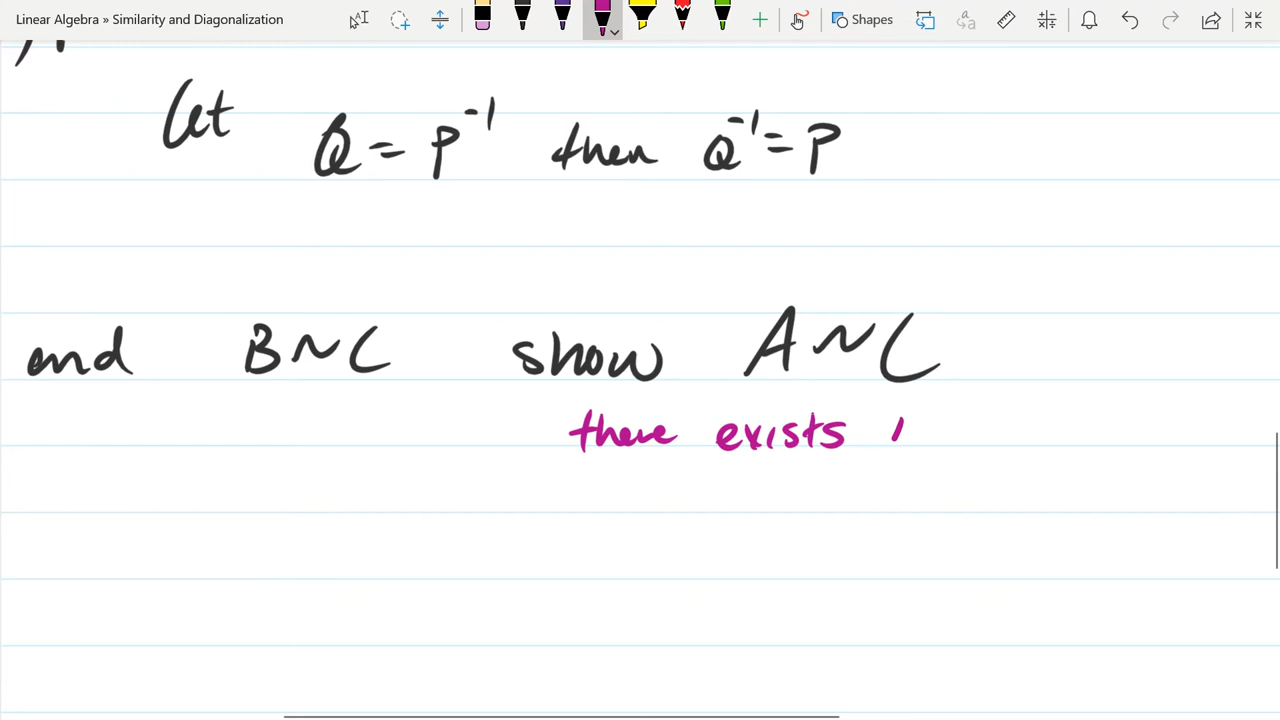 Linear Algebra » Similarity and Diagonalization
Shapes
Let Q = P⁻¹ then Q⁻¹ = P
and B~C show A~C
there exists